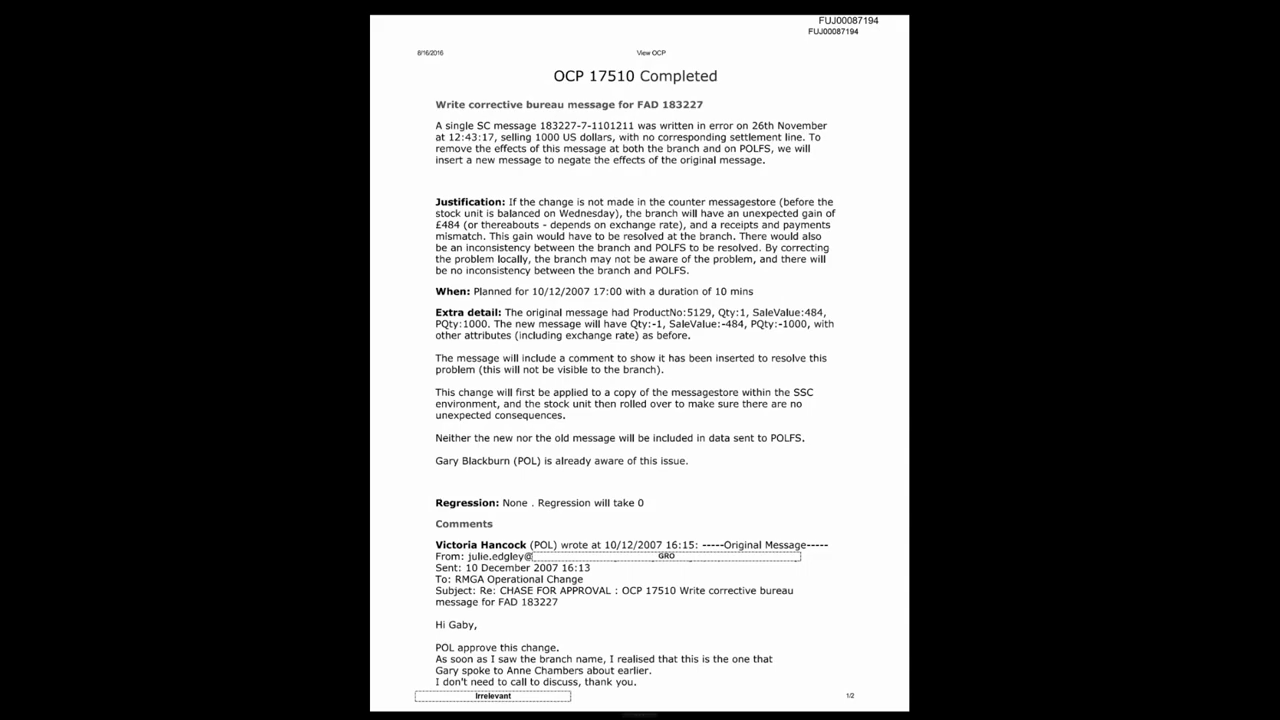 FUJ00087194
FUJ00087194
8/16/2016
View OCP
OCP 17510 Completed
Write corrective bureau message for FAD 183227
A single SC message 183227-7-1101211 was written in error on 26th November
at 12:43:17, selling 1000 US dollars, with no corresponding settlement line. To
remove the effects of this message at both the branch and on POLFS, we will
insert a new message to negate the effects of the original message.
Justification: If the change is not made in the counter messagestore (before the
stock unit is balanced on Wednesday), the branch will have an unexpected gain of
£484 (or thereabouts - depends on exchange rate), and a receipts and payments
mismatch. This gain would have to be resolved at the branch. There would also
be an inconsistency between the branch and POLFS to be resolved. By correcting
the problem locally, the branch may not be aware of the problem, and there will
be no inconsistency between the branch and POLFS.
When: Planned for 10/12/2007 17:00 with a duration of 10 mins
Extra detail: The original message had ProductNo:5129, Qty:1, SaleValue:484,
PQty:1000. The new message will have Qty:-1, SaleValue:-484, PQty:-1000, with
other attributes (including exchange rate) as before.
The message will include a comment to show it has been inserted to resolve this
problem (this will not be visible to the branch).
This change will first be applied to a copy of the messagestore within the SSC
environment, and the stock unit then rolled over to make sure there are no
unexpected consequences.
Neither the new nor the old message will be included in data sent to POLFS.
Gary Blackburn (POL) is already aware of this issue.
Regression: None . Regression will take 0
Comments
Victoria Hancock (POL) wrote at 10/12/2007 16:15: -----Original Message-----
From: julie.edgley@ GRO
Sent: 10 December 2007 16:13
To: RMGA Operational Change
Subject: Re: CHASE FOR APPROVAL : OCP 17510 Write corrective bureau
message for FAD 183227
Hi Gaby,
POL approve this change.
As soon as I saw the branch name, I realised that this is the one that
Gary spoke to Anne Chambers about earlier.
I don't need to call to discuss, thank you.
Irrelevant
1/2